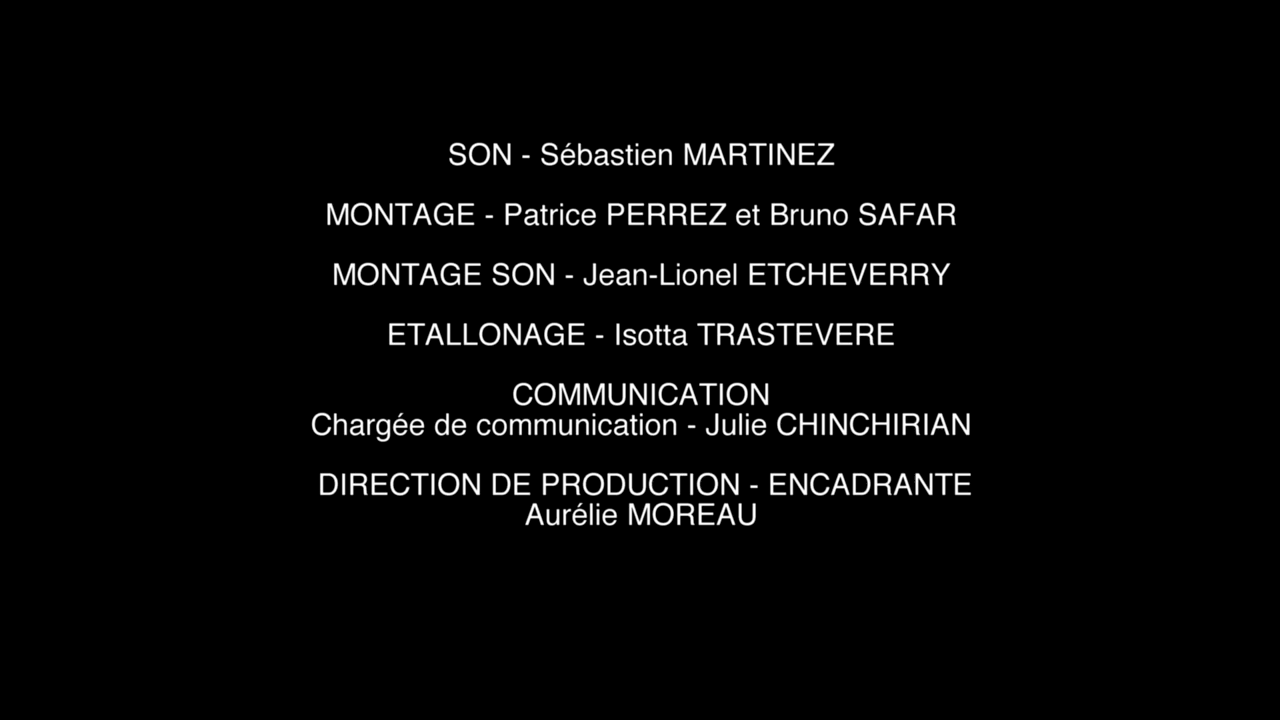 SON - Sébastien MARTINEZ
MONTAGE - Patrice PERREZ et Bruno SAFAR
MONTAGE SON - Jean-Lionel ETCHEVERRY
ETALLONAGE - Isotta TRASTEVERE
COMMUNICATION
Chargée de communication - Julie CHINCHIRIAN
DIRECTION DE PRODUCTION - ENCADRANTE
Aurélie MOREAU